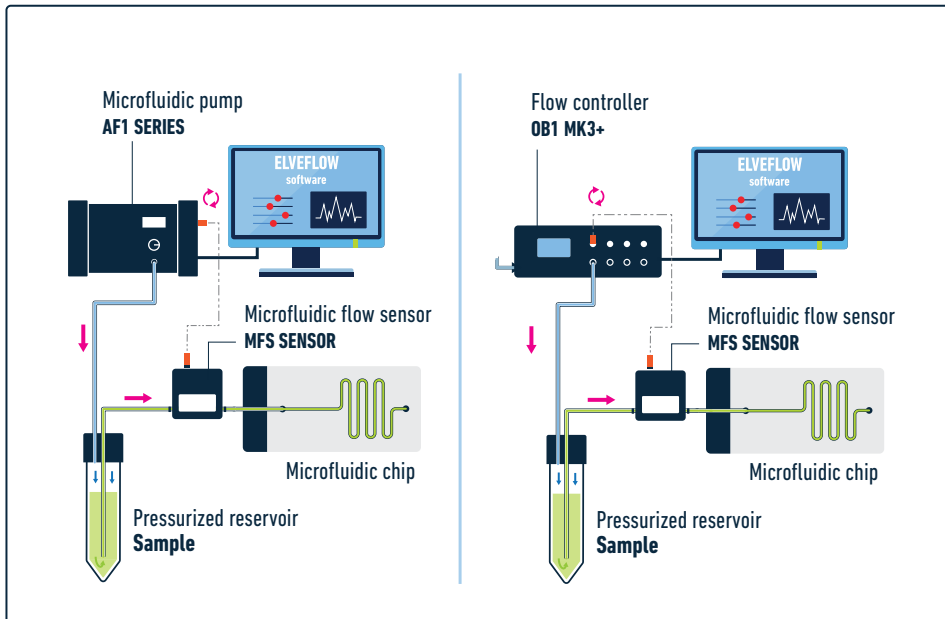 Microfluidic pump
AF1 SERIES
ELVEFLOW
software
Microfluidic flow sensor
MFS SENSOR
Microfluidic chip
Pressurized reservoir
Sample
Flow controller
OB1 MK3+
ELVEFLOW
software
Microfluidic flow sensor
MFS SENSOR
Microfluidic chip
Pressurized reservoir
Sample